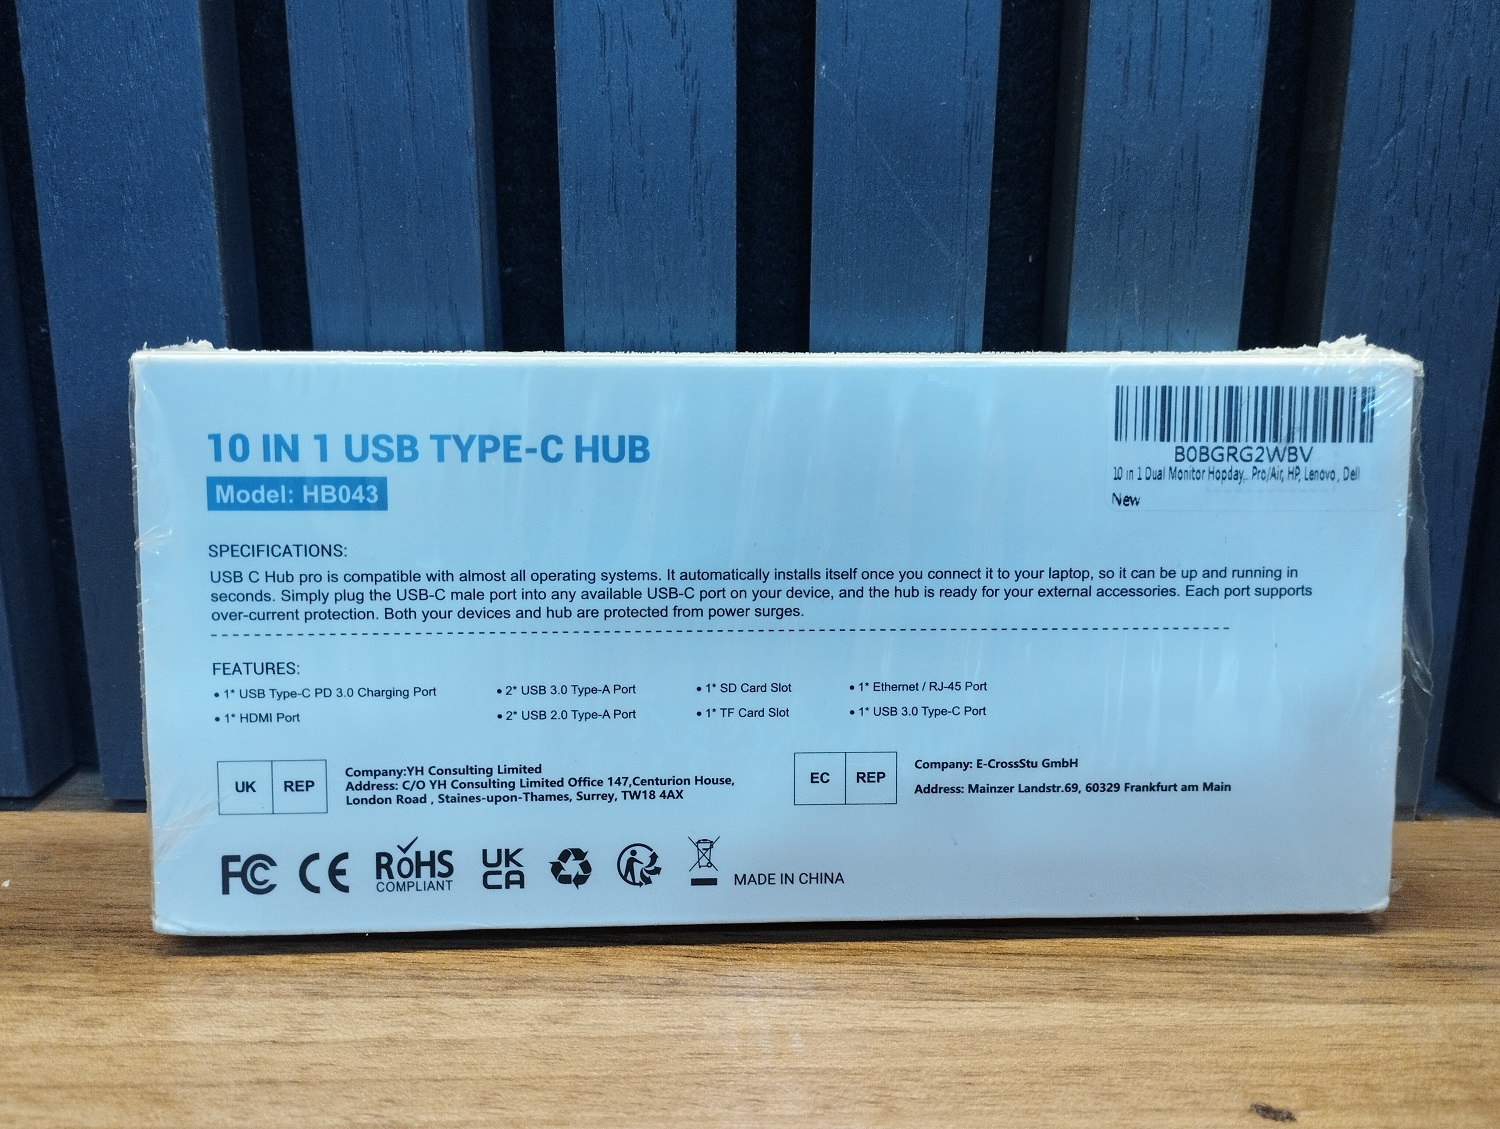 10 IN 1 USB TYPE-C HUB
Model: HB043
B0BGRG2WBV
10 in 1 Dual Monitor Hopday... Pro/Air, HP, Lenovo, Dell
New
SPECIFICATIONS:
USB C Hub pro is compatible with almost all operating systems. It automatically installs itself once you connect it to your laptop, so it can be up and running in
seconds. Simply plug the USB-C male port into any available USB-C port on your device, and the hub is ready for your external accessories. Each port supports
over-current protection. Both your devices and hub are protected from power surges.
FEATURES:
• 1* USB Type-C PD 3.0 Charging Port
• 1* HDMI Port
• 2* USB 3.0 Type-A Port
• 2* USB 2.0 Type-A Port
• 1* SD Card Slot
• 1* TF Card Slot
• 1* Ethernet / RJ-45 Port
• 1* USB 3.0 Type-C Port
UK REP
Company:YH Consulting Limited
Address: C/O YH Consulting Limited Office 147,Centurion House,
London Road , Staines-upon-Thames, Surrey, TW18 4AX
EC REP
Company: E-CrossStu GmbH
Address: Mainzer Landstr.69, 60329 Frankfurt am Main
FC
CE
RoHS
COMPLIANT
UK
CA
MADE IN CHINA